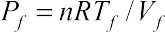 P_f = nRT_f / V_f